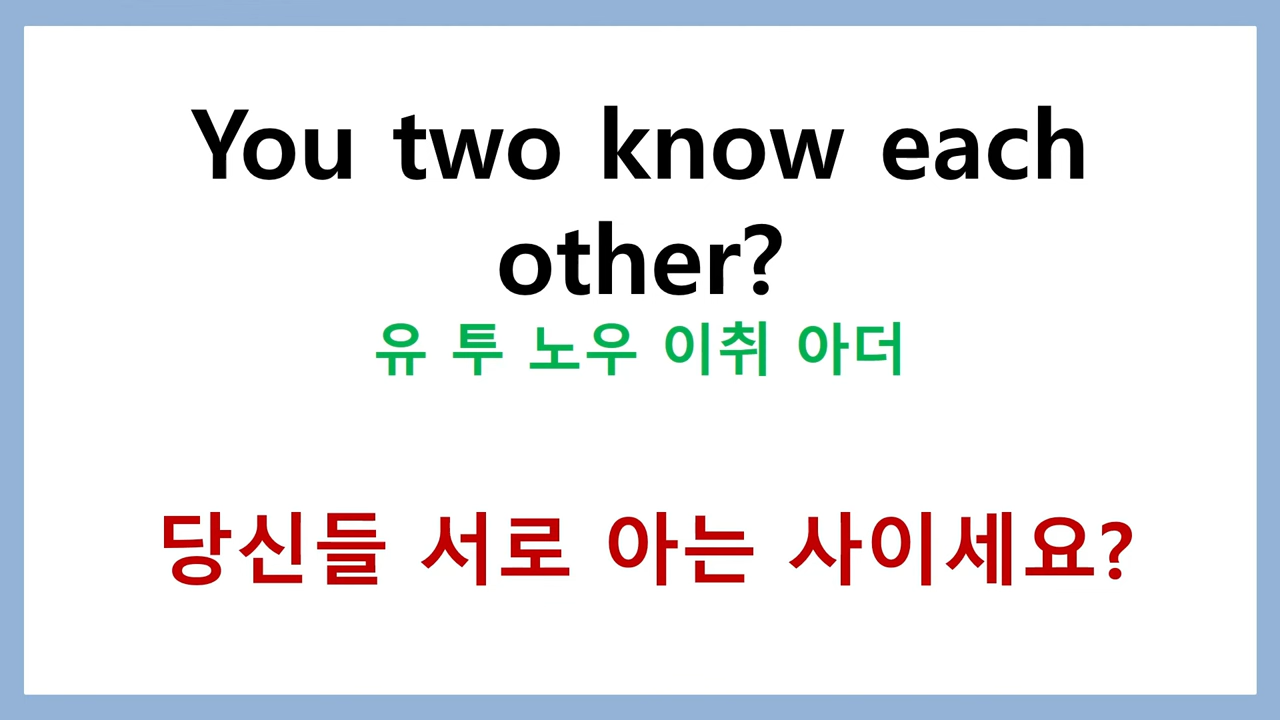 You two know each
other?
유 투 노우 이취 아더
당신들 서로 아는 사이세요?